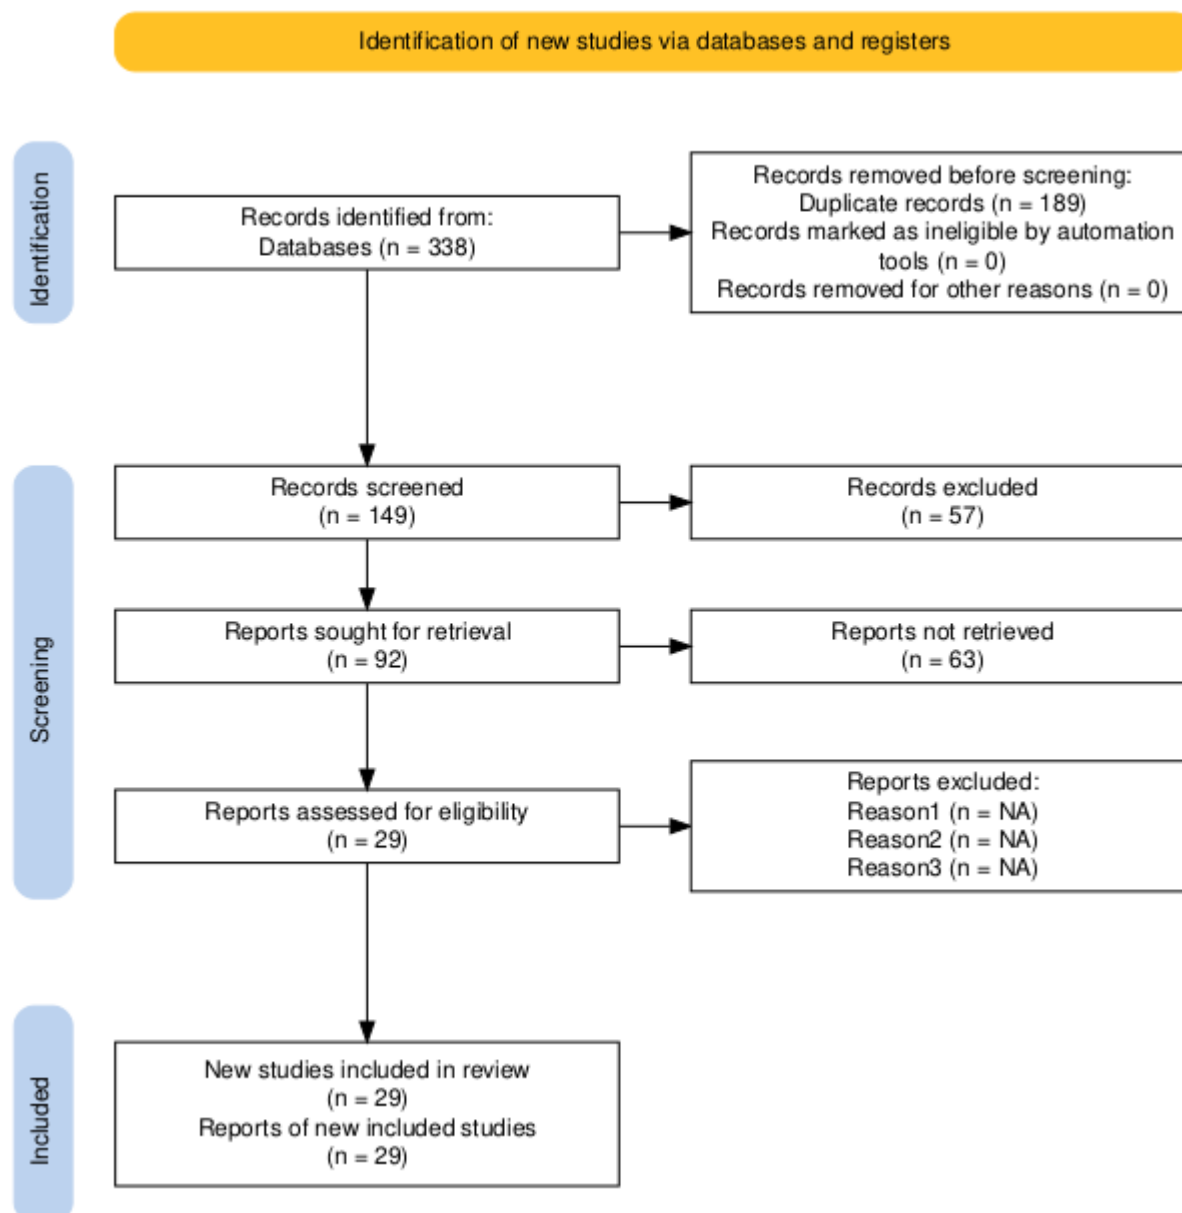 Identification of new studies via databases and registers
Identification
Records identified from:
Databases (n = 338)
Records removed before screening:
Duplicate records (n = 189)
Records marked as ineligible by automation
tools (n = 0)
Records removed for other reasons (n = 0)
Screening
Records screened
(n = 149)
Records excluded
(n = 57)
Reports sought for retrieval
(n = 92)
Reports not retrieved
(n = 63)
Reports assessed for eligibility
(n = 29)
Reports excluded:
Reason1 (n = NA)
Reason2 (n = NA)
Reason3 (n = NA)
Included
New studies included in review
(n = 29)
Reports of new included studies
(n = 29)